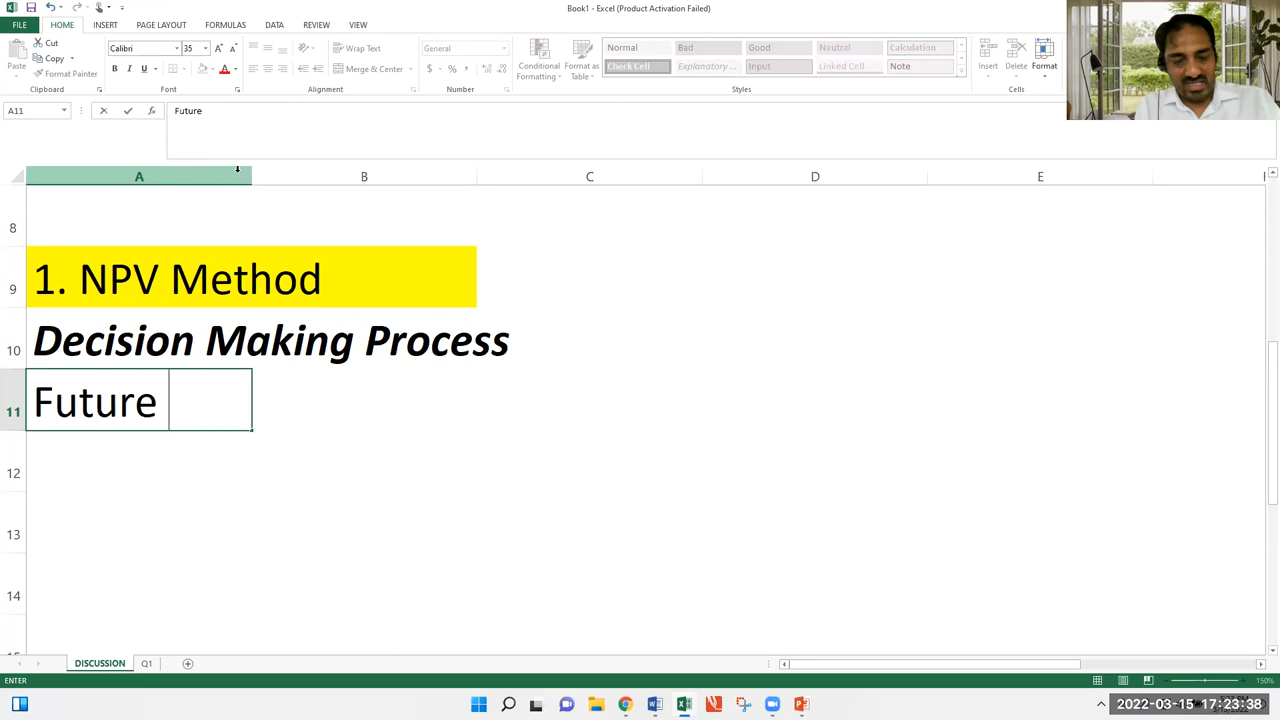 Book1 - Excel (Product Activation Failed)
FILE HOME INSERT PAGE LAYOUT FORMULAS DATA REVIEW VIEW
Cut
Copy
Format Painter
Paste
Clipboard
Calibri 35
B I U
A
Font
Wrap Text
Merge & Center
Alignment
General
$ % ,
Number
Conditional Formatting
Format as Table
Normal Bad Good Neutral Calculation
Check Cell Explanatory ... Input Linked Cell Note
Styles
Insert Delete Format
Cells
A11 fx Future
A B C D E
8
9 1. NPV Method
10 Decision Making Process
11 Future
12
13
14
DISCUSSION Q1
ENTER 150%
2022-03-15 17:23:38